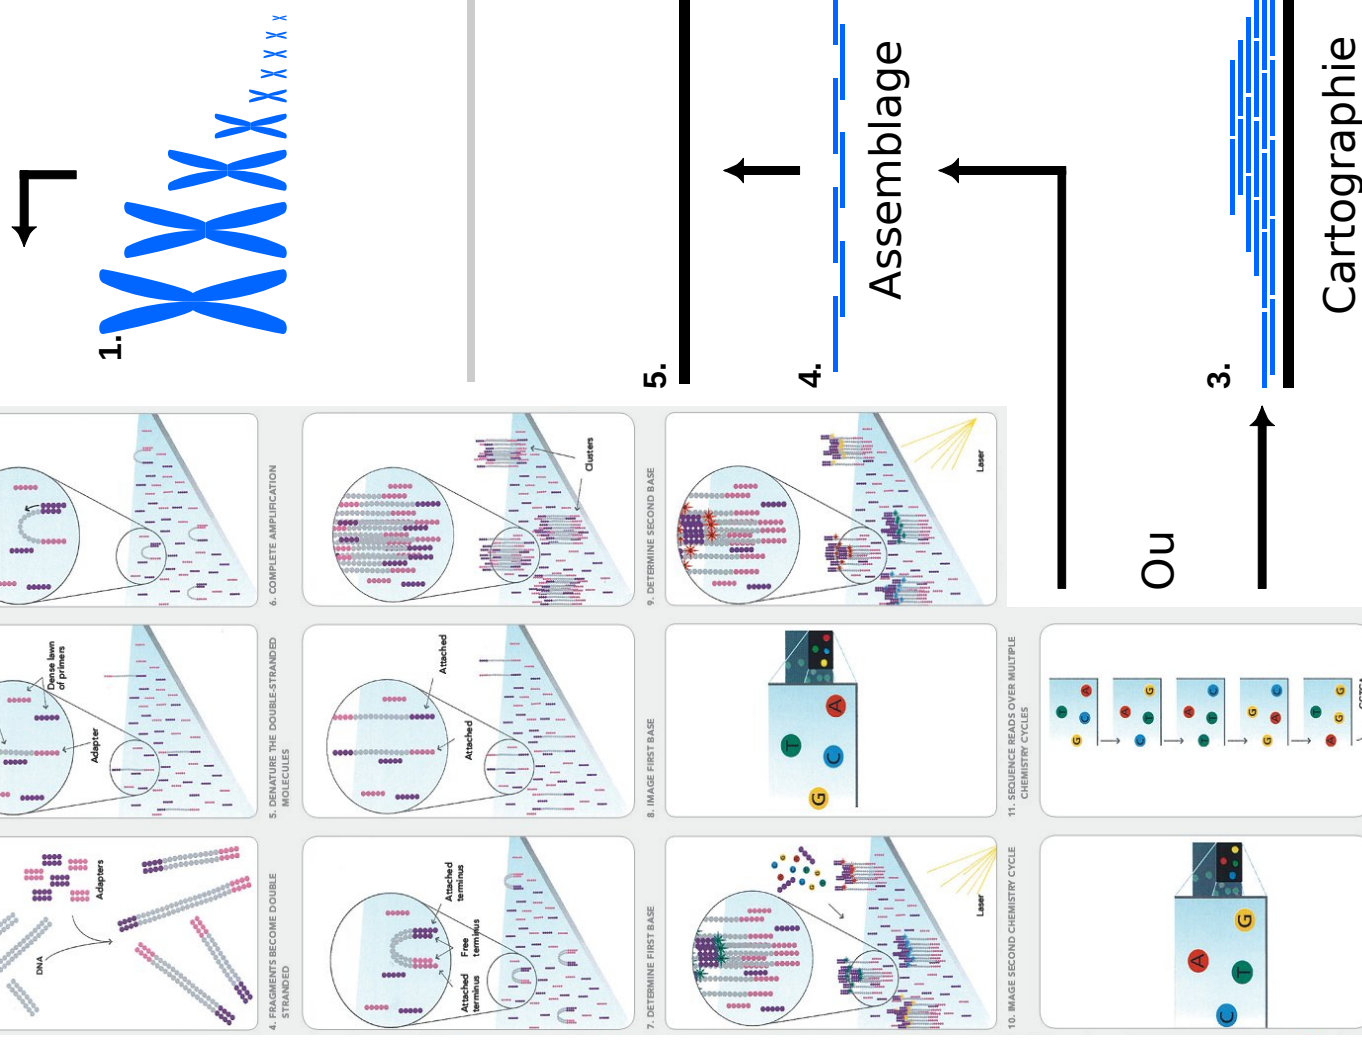 1.
5.
4.
Assemblage
3.
Cartographie
Ou
DNA
Adapters
Adapter
Dense lawn
of primers
4. FRAGMENTS BECOME DOUBLE
STRANDED
5. DENATURE THE DOUBLE-STRANDED
MOLECULES
6. COMPLETE AMPLIFICATION
Attached
terminus
Free
terminus
Attached
terminus
Attached
Attached
Clusters
7. DETERMINE FIRST BASE
8. IMAGE FIRST BASE
9. DETERMINE SECOND BASE
Laser
G
T
C
A
Laser
10. IMAGE SECOND CHEMISTRY CYCLE
11. SEQUENCE READS OVER MULTIPLE
CHEMISTRY CYCLES
C
A
T
G
G
T
C
A
C
A
T
G
T
A
T
C
G
G
A
C
A
T
G
G